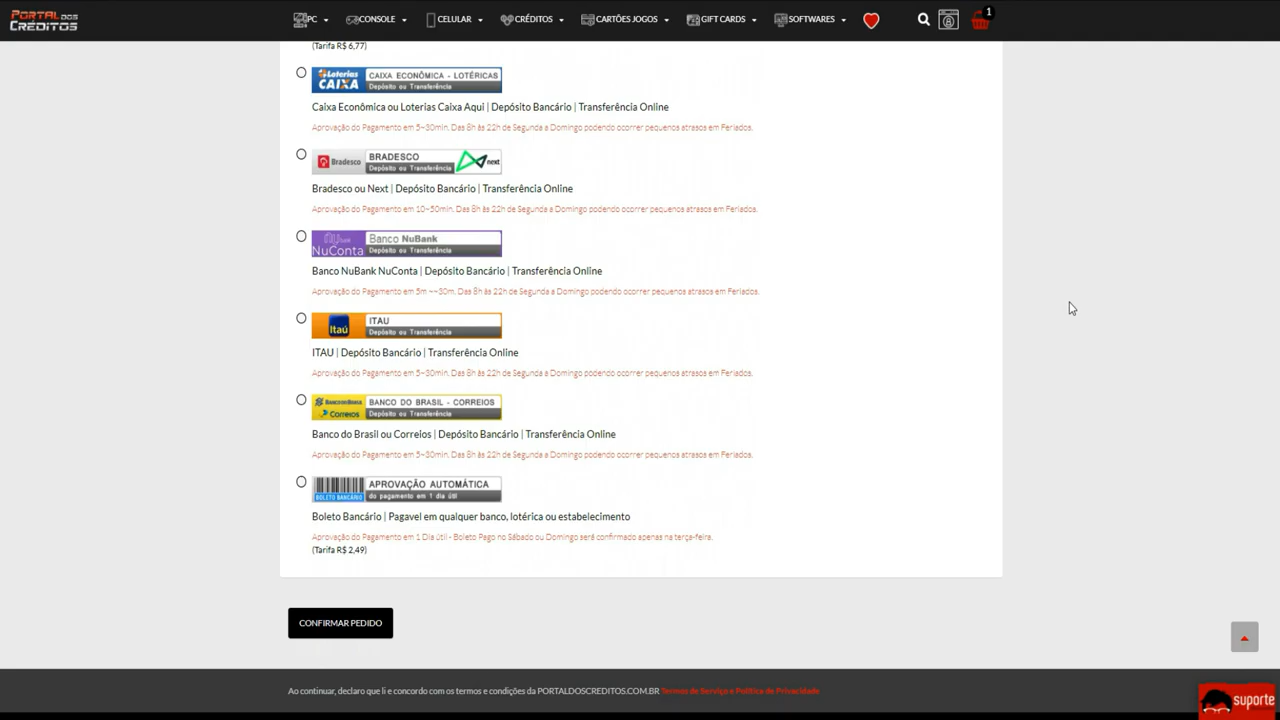 PORTAL DOS CRÉDITOS
PC
CONSOLE
CELULAR
CRÉDITOS
CARTÕES JOGOS
GIFT CARDS
SOFTWARES
1
(Tarifa R$ 6,77)
Loterias CAIXA
CAIXA ECONÔMICA - LOTÉRICAS
Depósito ou Transferência
Caixa Econômica ou Loterias Caixa Aqui | Depósito Bancário | Transferência Online
Aprovação do Pagamento em 5~30min. Das 8h às 22h de Segunda a Domingo podendo ocorrer pequenos atrasos em Feriados.
Bradesco
BRADESCO
Depósito ou Transferência
next
Bradesco ou Next | Depósito Bancário | Transferência Online
Aprovação do Pagamento em 10~50min. Das 8h às 22h de Segunda a Domingo podendo ocorrer pequenos atrasos em Feriados.
NuConta
Banco NuBank
Depósito ou Transferência
Banco NuBank NuConta | Depósito Bancário | Transferência Online
Aprovação do Pagamento em 5m ~~30m. Das 8h às 22h de Segunda a Domingo podendo ocorrer pequenos atrasos em Feriados.
Itaú
ITAU
Depósito ou Transferência
ITAU | Depósito Bancário | Transferência Online
Aprovação do Pagamento em 5~30min. Das 8h às 22h de Segunda a Domingo podendo ocorrer pequenos atrasos em Feriados.
BANCO DO BRASIL
Correios
BANCO DO BRASIL - CORREIOS
Depósito ou Transferência
Banco do Brasil ou Correios | Depósito Bancário | Transferência Online
Aprovação do Pagamento em 5~30min. Das 8h às 22h de Segunda a Domingo podendo ocorrer pequenos atrasos em Feriados.
BOLETO BANCÁRIO
APROVAÇÃO AUTOMÁTICA
do pagamento em 1 dia útil
Boleto Bancário | Pagavel em qualquer banco, lotérica ou estabelecimento
Aprovação do Pagamento em 1 Dia útil - Boleto Pago no Sábado ou Domingo será confirmado apenas na terça-feira.
(Tarifa R$ 2,49)
CONFIRMAR PEDIDO
Ao continuar, declaro que li e concordo com os termos e condições da PORTALDOSCREDITOS.COM.BR Termos de Serviço e Política de Privacidade
suporte